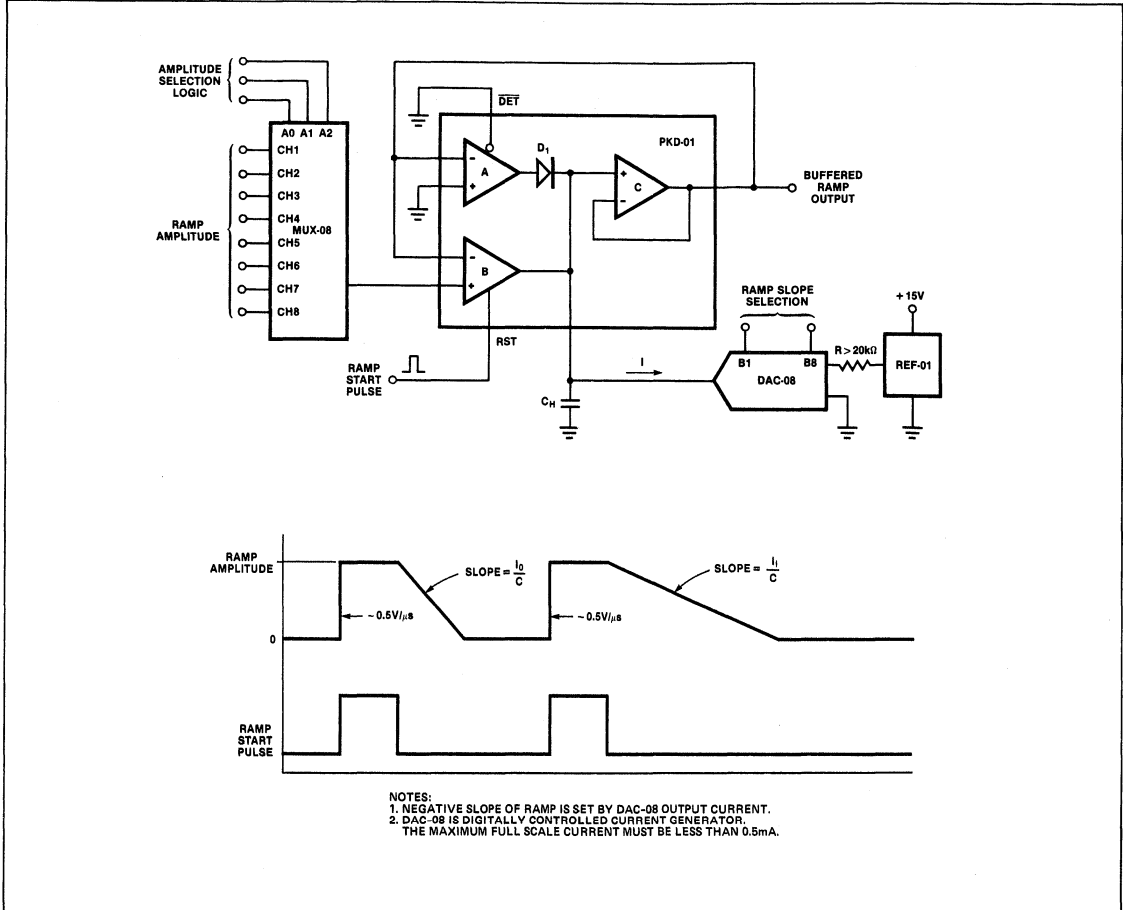 AMPLITUDE
SELECTION
LOGIC
A0 A1 A2
CH1
CH2
CH3
CH4
CH5
CH6
CH7
CH8
MUX-08
RAMP
AMPLITUDE
DET
PKD-01
A
-
+
D1
B
-
+
C
+
-
RST
BUFFERED
RAMP
OUTPUT
RAMP
START
PULSE
CH
I
RAMP SLOPE
SELECTION
B1
B8
DAC-08
R > 20kΩ
+ 15V
REF-01
RAMP
AMPLITUDE
0
~ 0.5V/μs
SLOPE = I0/C
~ 0.5V/μs
SLOPE = I1/C
RAMP
START
PULSE
NOTES:
1. NEGATIVE SLOPE OF RAMP IS SET BY DAC-08 OUTPUT CURRENT.
2. DAC-08 IS DIGITALLY CONTROLLED CURRENT GENERATOR.
THE MAXIMUM FULL SCALE CURRENT MUST BE LESS THAN 0.5mA.